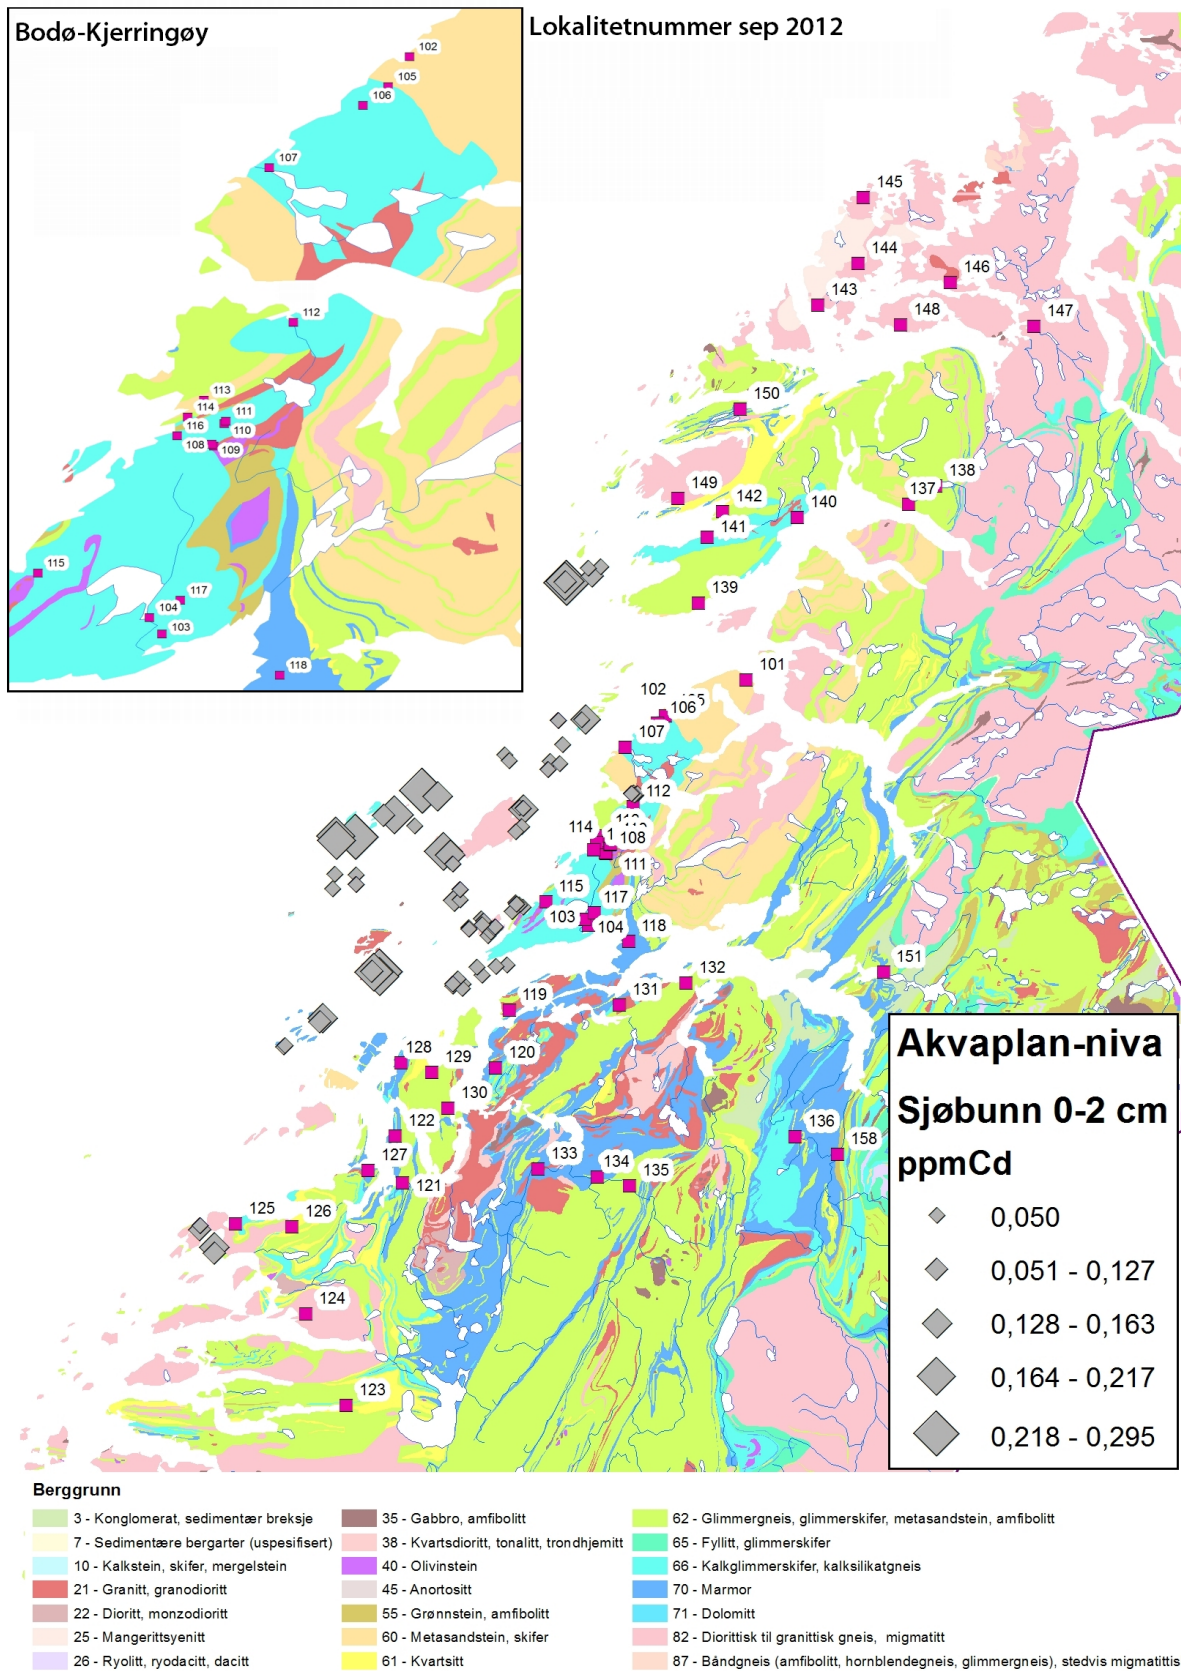 Bodø-Kjerringøy
Lokalitetnummer sep 2012
102
105
106
107
112
113
114
111
116
110
108
109
115
117
104
103
118
145
144
146
143
148
147
150
138
149
137
142
140
141
139
101
102
106
107
112
114
108
111
115
117
103
104
118
151
132
119
131
128
129
120
130
122
136
158
127
133
134
135
121
125
126
124
123
Akvaplan-niva
Sjøbunn 0-2 cm
ppmCd
0,050
0,051 - 0,127
0,128 - 0,163
0,164 - 0,217
0,218 - 0,295
Berggrunn
3 - Konglomerat, sedimentær breksje
7 - Sedimentære bergarter (uspesifisert)
10 - Kalkstein, skifer, mergelstein
21 - Granitt, granodioritt
22 - Dioritt, monzodioritt
25 - Mangerittsyenitt
26 - Ryolitt, ryodacitt, dacitt
35 - Gabbro, amfibolitt
38 - Kvartsdioritt, tonalitt, trondhjemitt
40 - Olivinstein
45 - Anortositt
55 - Grønnstein, amfibolitt
60 - Metasandstein, skifer
61 - Kvartsitt
62 - Glimmergneis, glimmerskifer, metasandstein, amfibolitt
65 - Fyllitt, glimmerskifer
66 - Kalkglimmerskifer, kalksilikatgneis
70 - Marmor
71 - Dolomitt
82 - Diorittisk til granittisk gneis, migmatitt
87 - Båndgneis (amfibolitt, hornblendegneis, glimmergneis), stedvis migmatittis